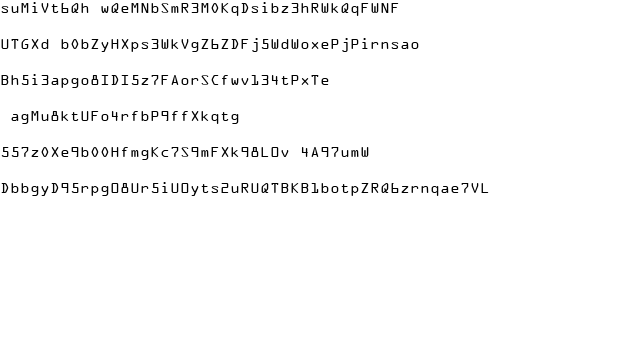 suMiVt6Qh wQeMNbSmR3M0KqDsibz3hRWkQqFWNF
UTGXd b0bZyHXps3WkVgZ6ZDFj5WdWoxePjPirnsao
Bh5i3apgo8IDI5z7FAorSCfwv134tPxTe
agMu8ktUFo4rfbP9ffXkqtg
557z0Xe9b00HfmgKc7S9mFXk98LOv 4A97umW
DbbgyD95rpgO8Ur5iUOyts2uRUQTBKB1botpZRQ6zrnqae7VL